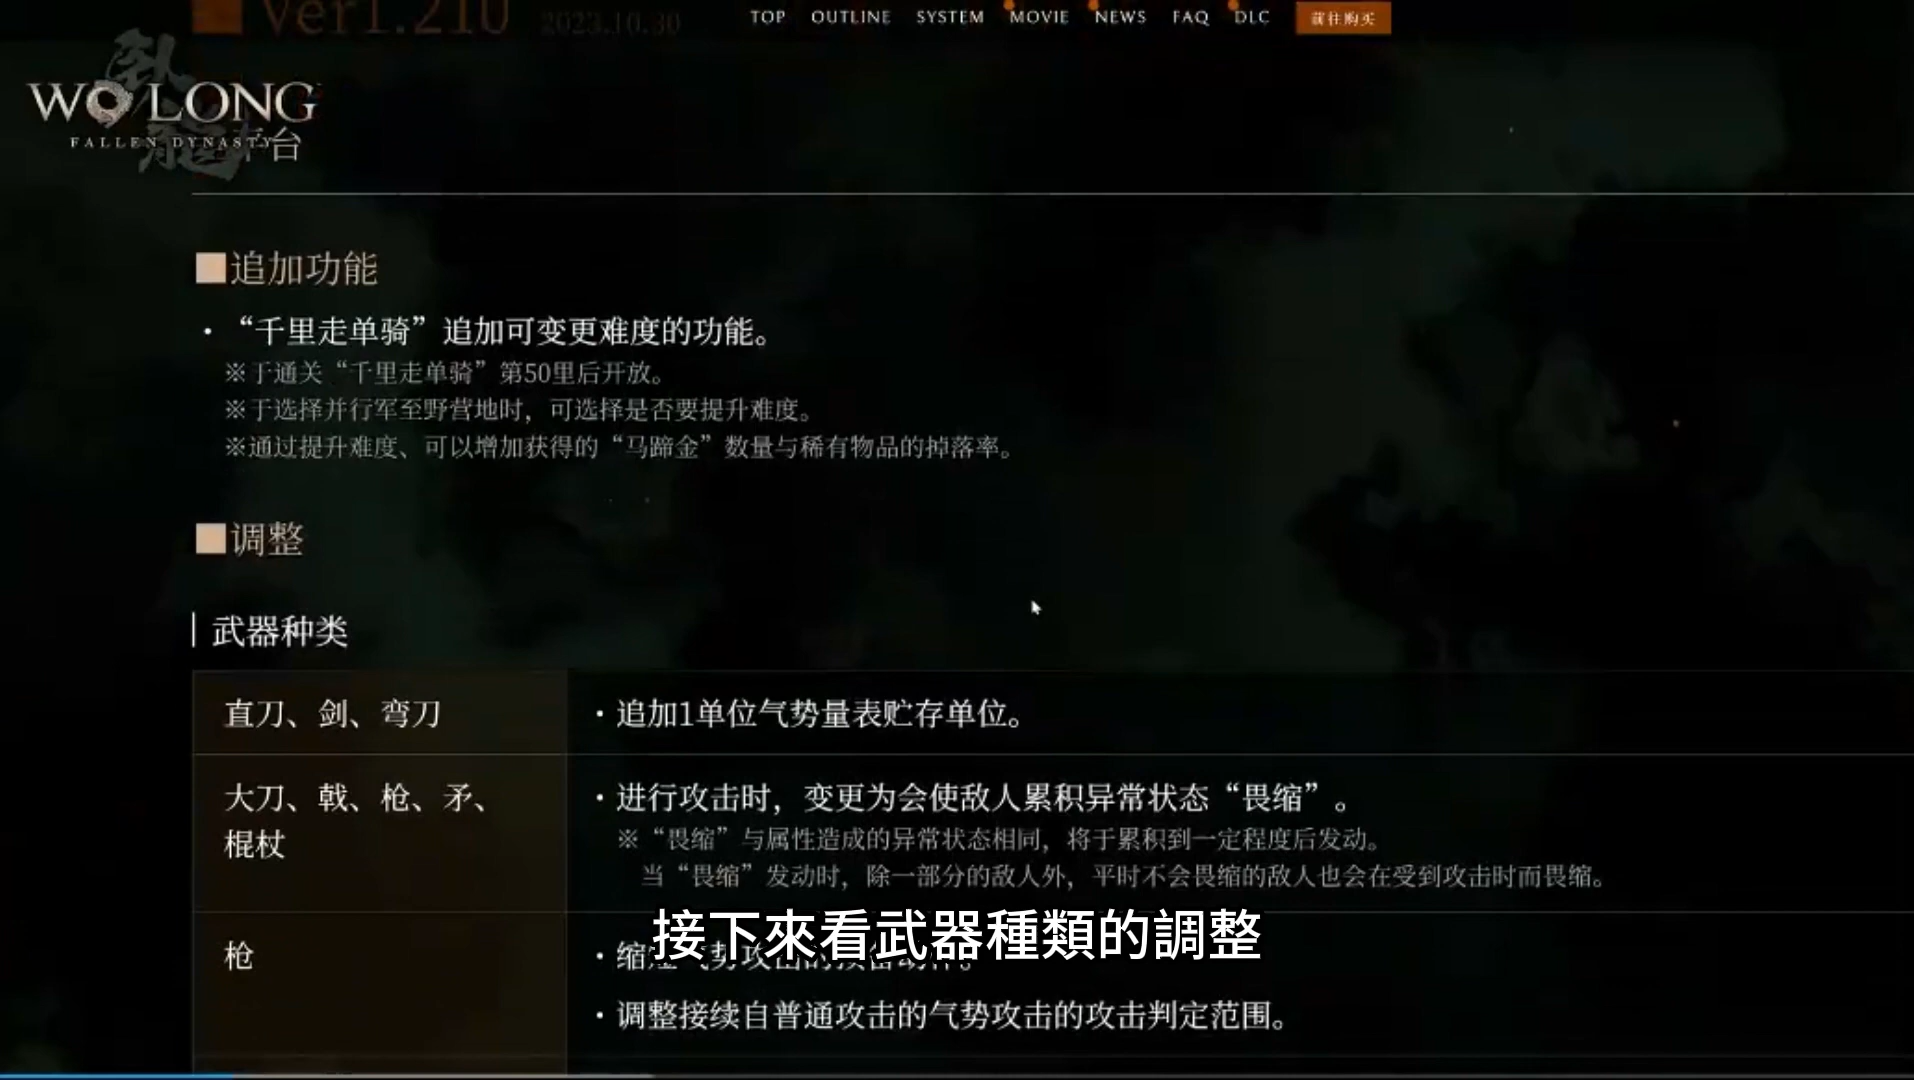 Ver1.210 2023.10.30
TOP OUTLINE SYSTEM MOVIE NEWS FAQ DLC 前往购买
WO LONG
FALLEN DYNASTY
平台
■追加功能
・“千里走单骑”追加可变更难度的功能。
※于通关“千里走单骑”第50里后开放。
※于选择并行军至野营地时，可选择是否要提升难度。
※通过提升难度、可以增加获得的“马蹄金”数量与稀有物品的掉落率。
■调整
武器种类
直刀、剑、弯刀
・追加1单位气势量表贮存单位。
大刀、戟、枪、矛、
棍杖
・进行攻击时，变更为会使敌人累积异常状态“畏缩”。
※“畏缩”与属性造成的异常状态相同，将于累积到一定程度后发动。
当“畏缩”发动时，除一部分的敌人外，平时不会畏缩的敌人也会在受到攻击时而畏缩。
接下來看武器種類的調整
枪
・调整接续自普通攻击的气势攻击的攻击判定范围。